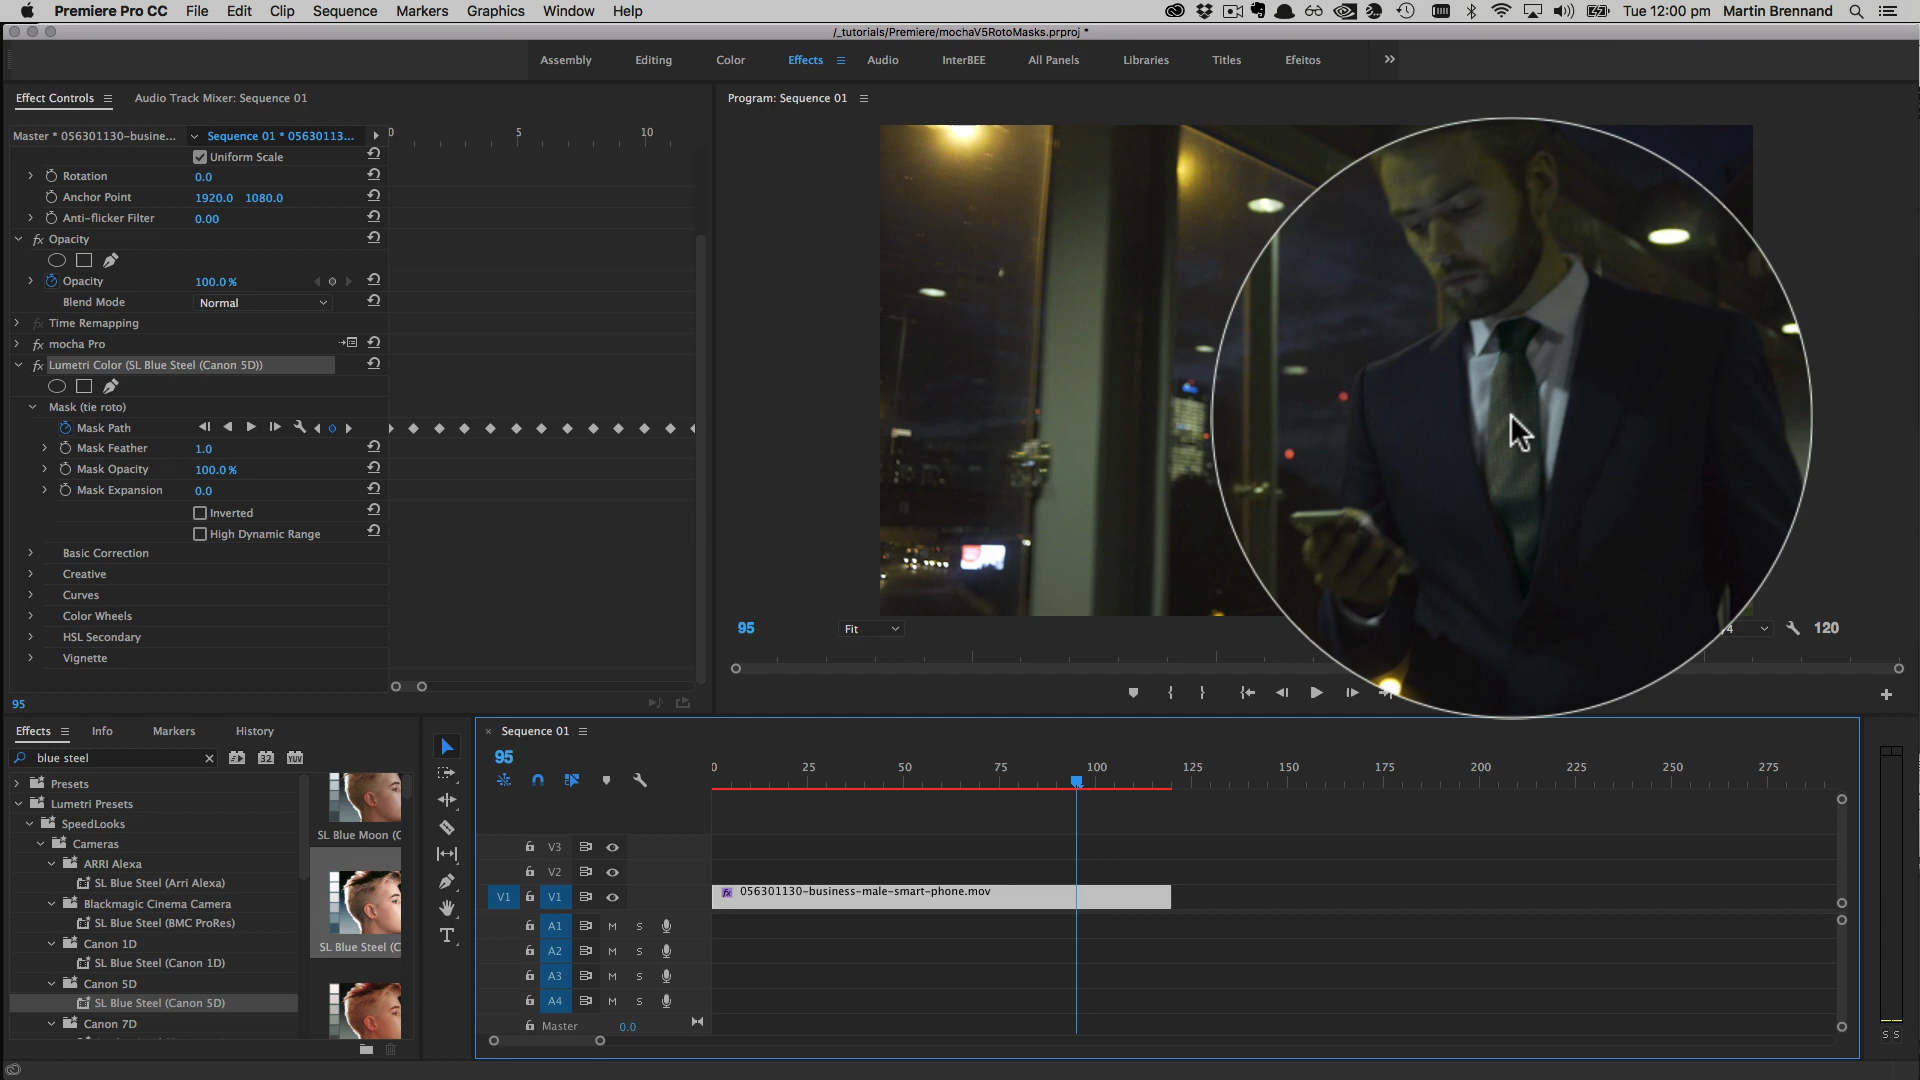 Premiere Pro CC File Edit Clip Sequence Markers Graphics Window Help Tue 12:00 pm Martin Brennand
/_tutorials/Premiere/mochaV5RotoMasks.prproj *
Assembly Editing Color Effects Audio InterBEE All Panels Libraries Titles Efeitos
Effect Controls Audio Track Mixer: Sequence 01
Master * 056301130-busine... Sequence 01 * 05630113...
0 5 10
Uniform Scale
Rotation 0.0
Anchor Point 1920.0 1080.0
Anti-flicker Filter 0.00
fx Opacity
Opacity 100.0 %
Blend Mode Normal
fx Time Remapping
fx mocha Pro
fx Lumetri Color (SL Blue Steel (Canon 5D))
Mask (tie roto)
Mask Path
Mask Feather 1.0
Mask Opacity 100.0 %
Mask Expansion 0.0
Inverted
High Dynamic Range
Basic Correction
Creative
Curves
Color Wheels
HSL Secondary
Vignette
95
Program: Sequence 01
95 Fit /4 120
Effects Info Markers History
blue steel 32 YUV
Presets
Lumetri Presets
SpeedLooks
Cameras
ARRI Alexa
SL Blue Steel (Arri Alexa)
Blackmagic Cinema Camera
SL Blue Steel (BMC ProRes)
Canon 1D
SL Blue Steel (Canon 1D)
Canon 5D
SL Blue Steel (Canon 5D)
Canon 7D
SL Blue Moon (C
SL Blue Steel (C
T
Sequence 01
95
0 25 50 75 100 125 150 175 200 225 250 275
V3
V2
V1 V1 fx 056301130-business-male-smart-phone.mov
A1 M S
A2 M S
A3 M S
A4 M S
Master 0.0
S S